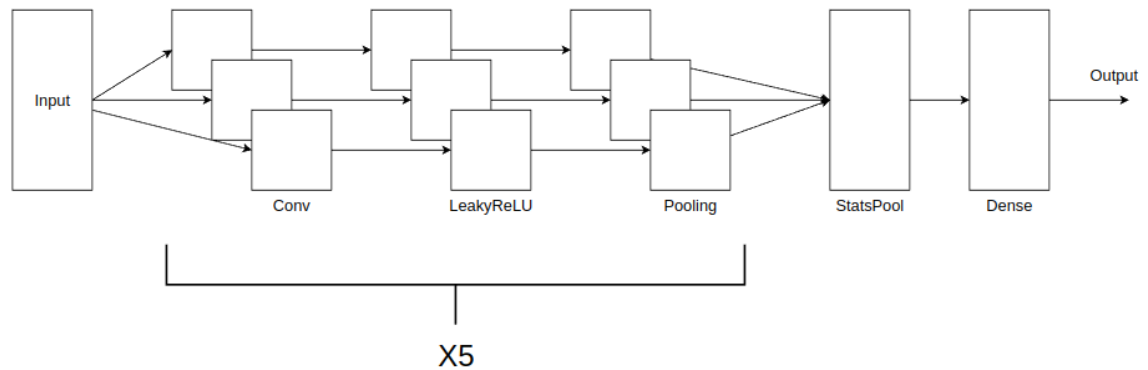 Input
Conv
LeakyReLU
Pooling
StatsPool
Dense
Output
X5